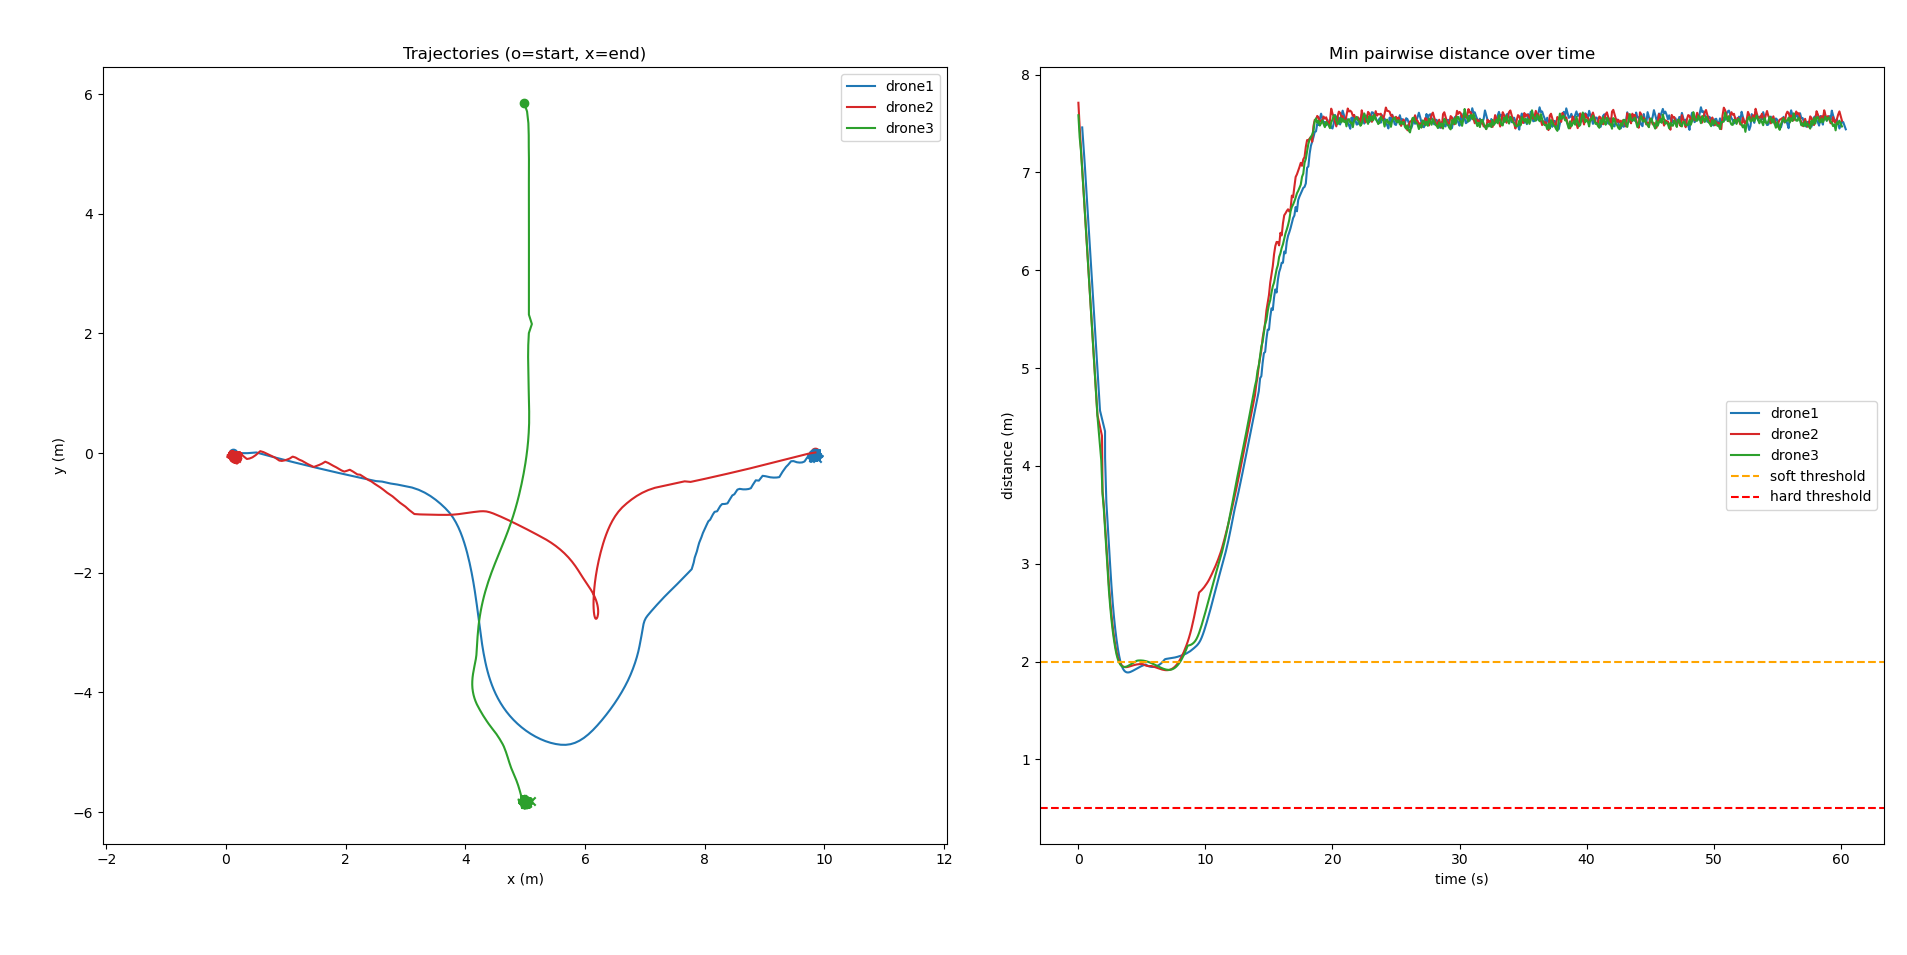 Trajectories (o=start, x=end)
drone1
drone2
drone3
6
4
2
0
−2
−4
−6
y (m)
−2 0 2 4 6 8 10 12
x (m)
Min pairwise distance over time
8
7
6
5
4
3
2
1
distance (m)
drone1
drone2
drone3
soft threshold
hard threshold
0 10 20 30 40 50 60
time (s)